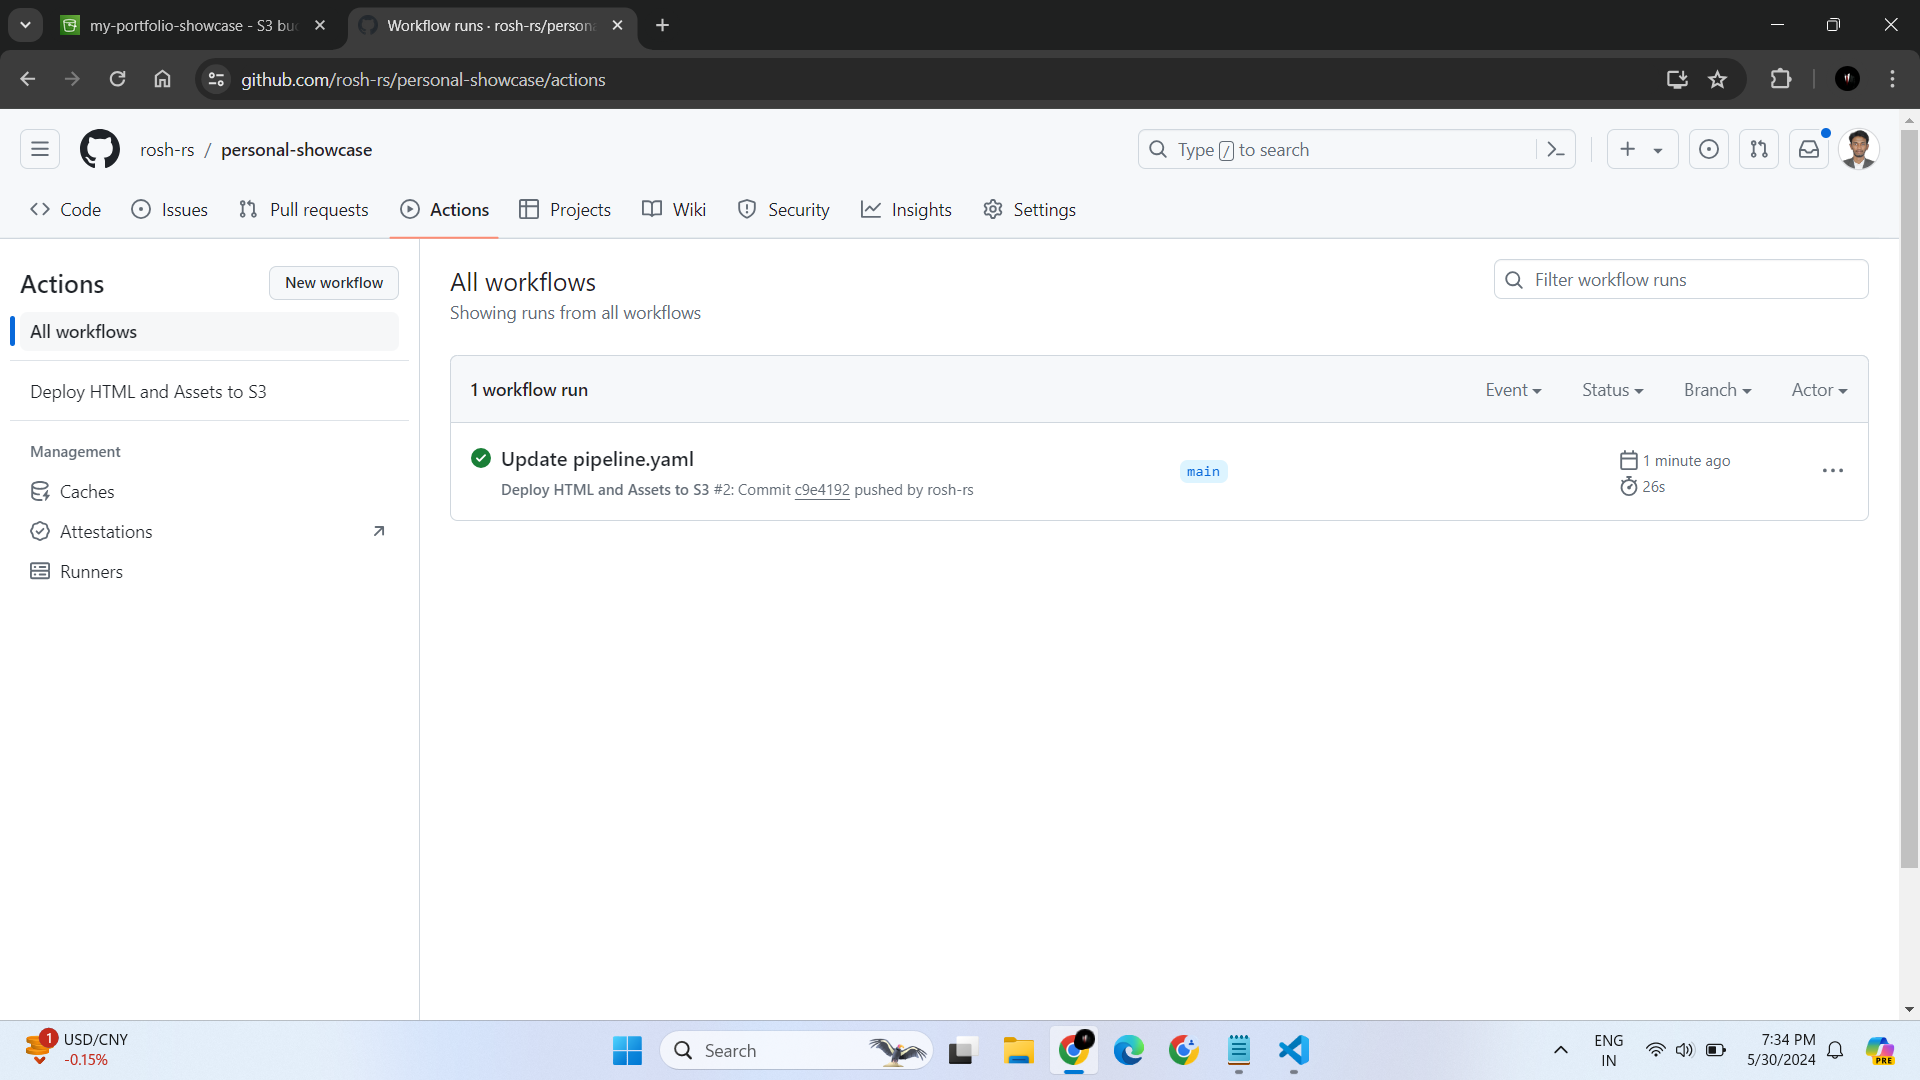 my-portfolio-showcase - S3 bu
Workflow runs · rosh-rs/person
github.com/rosh-rs/personal-showcase/actions
rosh-rs / personal-showcase
Type / to search
Code
Issues
Pull requests
Actions
Projects
Wiki
Security
Insights
Settings
Actions
New workflow
All workflows
Deploy HTML and Assets to S3
Management
Caches
Attestations
Runners
All workflows
Showing runs from all workflows
Filter workflow runs
1 workflow run
Event
Status
Branch
Actor
Update pipeline.yaml
Deploy HTML and Assets to S3 #2: Commit c9e4192 pushed by rosh-rs
main
1 minute ago
26s
1
USD/CNY
-0.15%
Search
ENG
IN
7:34 PM
5/30/2024
PRE